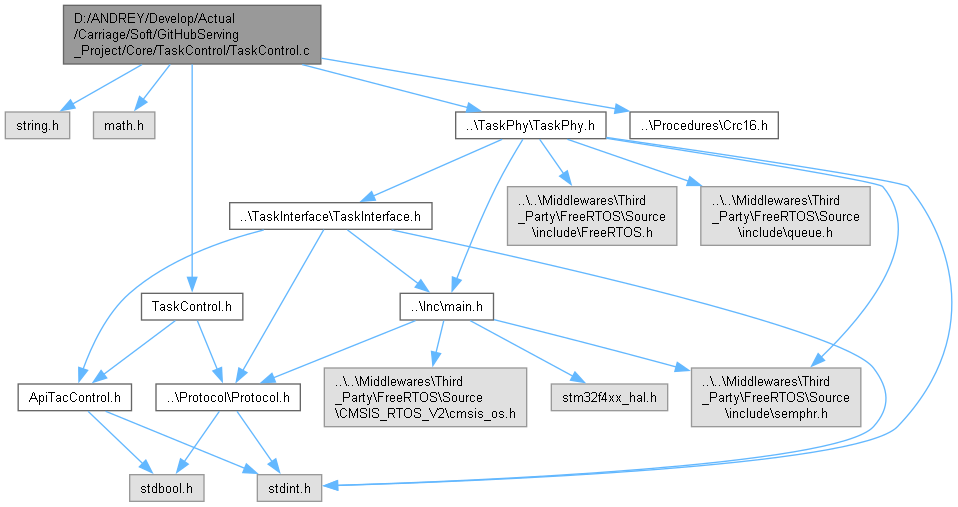 D:/ANDREY/Develop/Actual
/Carriage/Soft/GitHubServing
_Project/Core/TaskControl/TaskControl.c
string.h
math.h
..\TaskPhy\TaskPhy.h
..\Procedures\Crc16.h
..\TaskInterface\TaskInterface.h
..\..\Middlewares\Third
_Party\FreeRTOS\Source
\include\FreeRTOS.h
..\..\Middlewares\Third
_Party\FreeRTOS\Source
\include\queue.h
TaskControl.h
..\Inc\main.h
ApiTacControl.h
..\Protocol\Protocol.h
..\..\Middlewares\Third
_Party\FreeRTOS\Source
\CMSIS_RTOS_V2\cmsis_os.h
stm32f4xx_hal.h
..\..\Middlewares\Third
_Party\FreeRTOS\Source
\include\semphr.h
stdbool.h
stdint.h